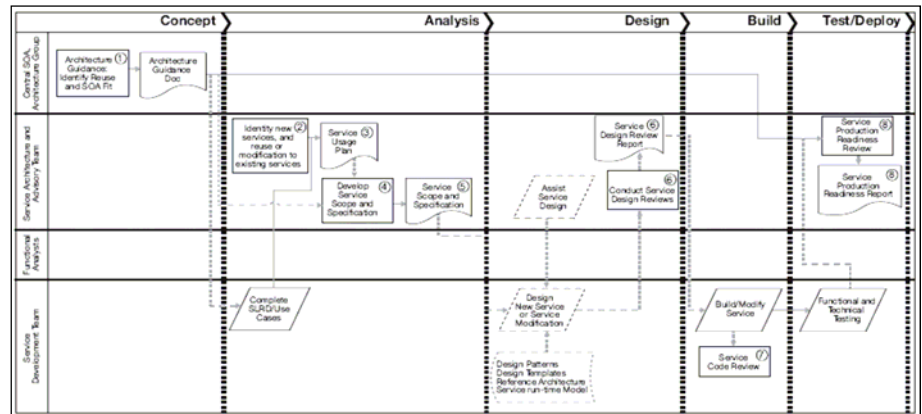 Concept
Analysis
Design
Build
Test/Deploy
Central SOA,
Architecture Group
Architecture ①
Guidance:
Identify Reuse
and SOA Fit
Architecture
Guidance
Doc
Service Architecture and
Advisory Team
Identity new ②
services, and
reuse or
modification to
existing services
Service ③
Usage
Plan
Develop ④
Service
Scope and
Specification
Service ⑤
Scope and
Specification
Assist
Service
Design
Service ⑥
Design Review
Report
⑥
Conduct Service
Design Reviews
Service ⑧
Production
Readiness
Review
Service ⑧
Production
Readiness Report
Functional
Analysts
Service
Development Team
Complete
SLRD/Use
Cases
Design
New Service
or Service
Modification
Design Patterns
Design Templates
Reference Architecture
Service run-time Model
Build/Modify
Service
Service ⑦
Code Review
Functional and
Technical
Testing